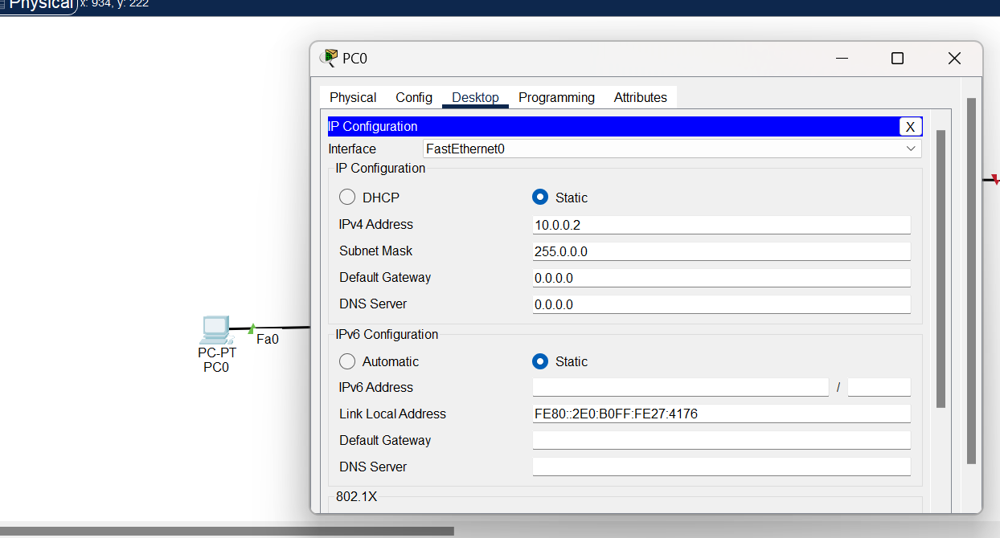 Physical x: 934, y: 222
PC0
Physical Config Desktop Programming Attributes
IP Configuration X
Interface FastEthernet0
IP Configuration
DHCP Static
IPv4 Address 10.0.0.2
Subnet Mask 255.0.0.0
Default Gateway 0.0.0.0
DNS Server 0.0.0.0
IPv6 Configuration
Automatic Static
IPv6 Address /
Link Local Address FE80::2E0:B0FF:FE27:4176
Default Gateway
DNS Server
802.1X
Fa0
PC-PT
PC0